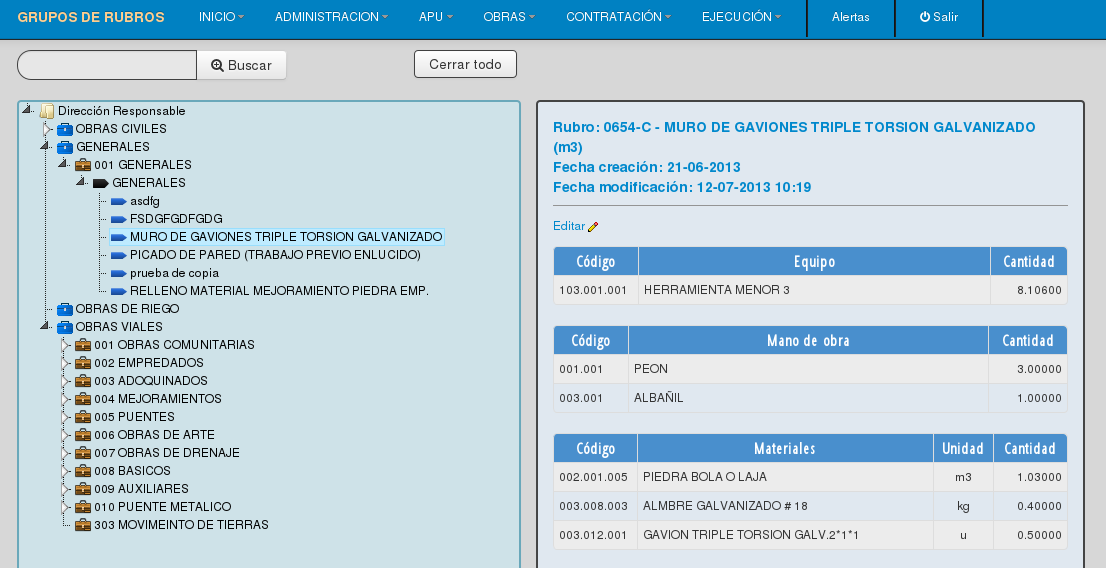 GRUPOS DE RUBROS INICIO ADMINISTRACION APU OBRAS CONTRATACIÓN EJECUCIÓN Alertas Salir
Buscar Cerrar todo
Dirección Responsable
OBRAS CIVILES
GENERALES
001 GENERALES
GENERALES
asdfg
FSDGFGDFGDG
MURO DE GAVIONES TRIPLE TORSION GALVANIZADO
PICADO DE PARED (TRABAJO PREVIO ENLUCIDO)
prueba de copia
RELLENO MATERIAL MEJORAMIENTO PIEDRA EMP.
OBRAS DE RIEGO
OBRAS VIALES
001 OBRAS COMUNITARIAS
002 EMPREDADOS
003 ADOQUINADOS
004 MEJORAMIENTOS
005 PUENTES
006 OBRAS DE ARTE
007 OBRAS DE DRENAJE
008 BASICOS
009 AUXILIARES
010 PUENTE METALICO
303 MOVIMEINTO DE TIERRAS
Rubro: 0654-C - MURO DE GAVIONES TRIPLE TORSION GALVANIZADO
(m3)
Fecha creación: 21-06-2013
Fecha modificación: 12-07-2013 10:19
Editar
Código Equipo Cantidad
103.001.001 HERRAMIENTA MENOR 3 8.10600
Código Mano de obra Cantidad
001.001 PEON 3.00000
003.001 ALBAÑIL 1.00000
Código Materiales Unidad Cantidad
002.001.005 PIEDRA BOLA O LAJA m3 1.03000
003.008.003 ALMBRE GALVANIZADO # 18 kg 0.40000
003.012.001 GAVION TRIPLE TORSION GALV.2*1*1 u 0.50000